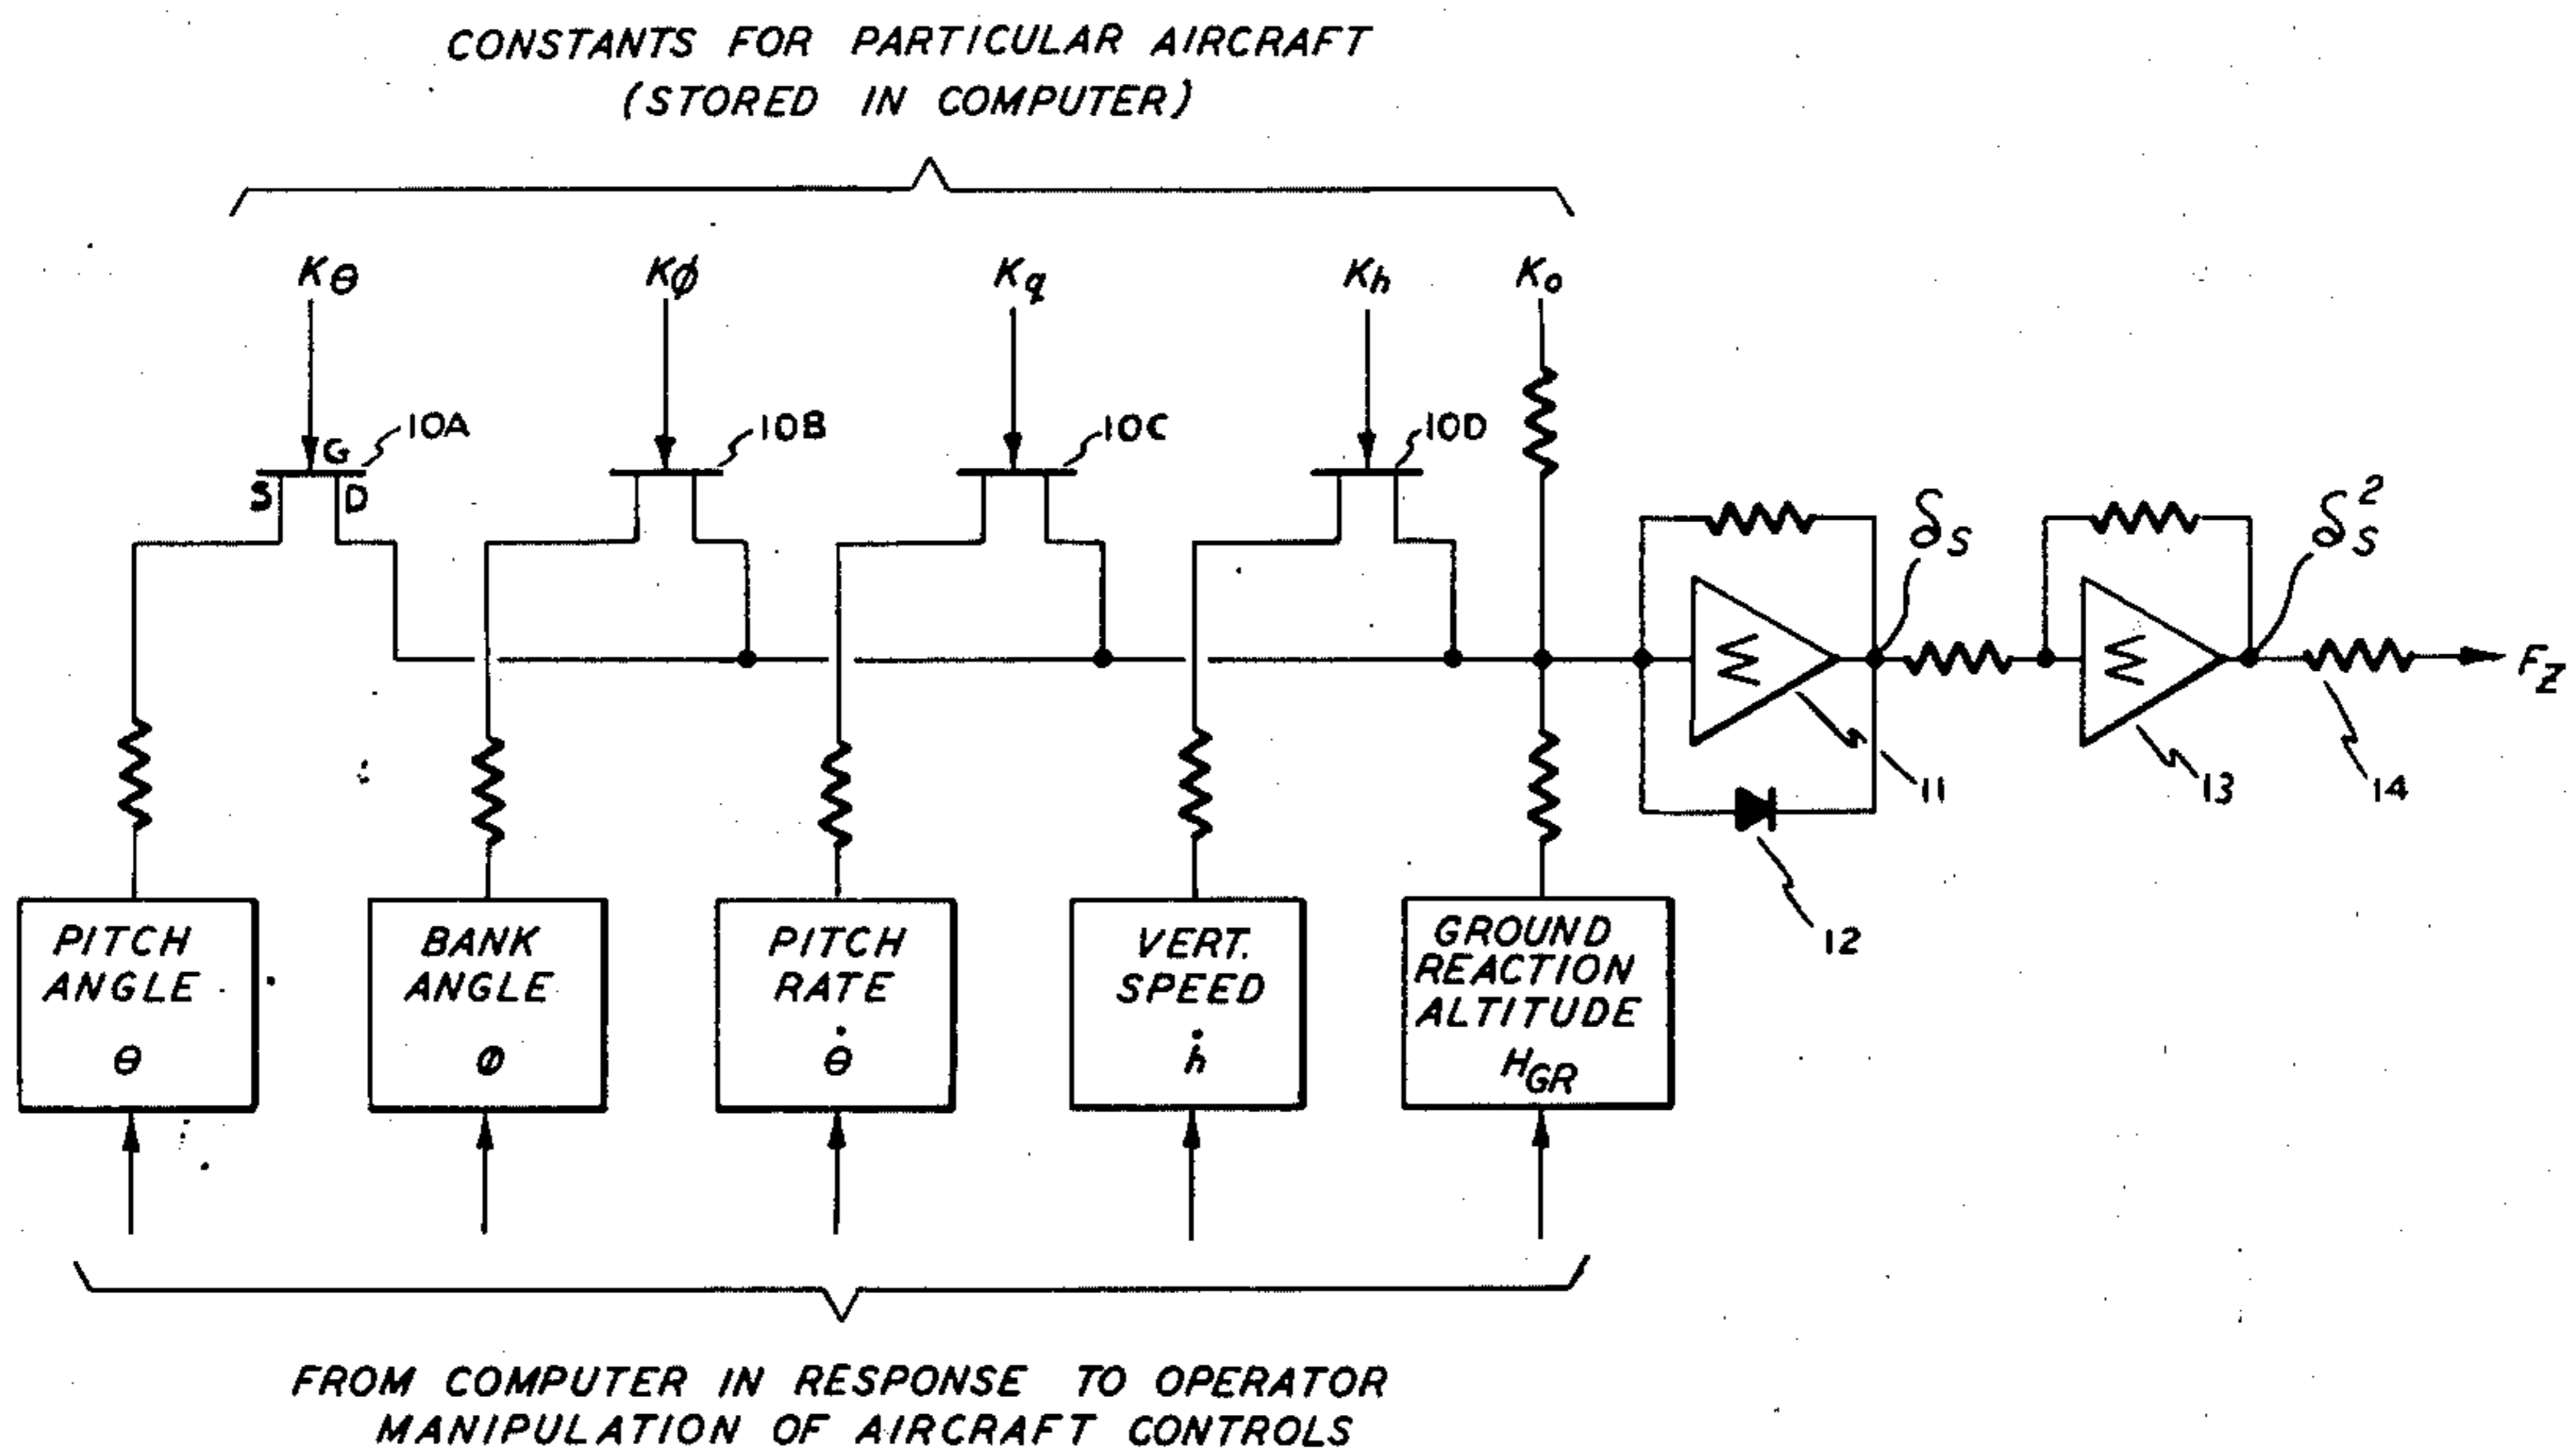 CONSTANTS FOR PARTICULAR AIRCRAFT
(STORED IN COMPUTER)
Kθ
Kϕ
Kq
Kh
Ko
10A
10B
10C
10D
G
S
D
δs
δs²
Fz
11
12
13
14
PITCH
ANGLE
θ
BANK
ANGLE
ø
PITCH
RATE
θ̇
VERT.
SPEED
ḣ
GROUND
REACTION
ALTITUDE
HGR
FROM COMPUTER IN RESPONSE TO OPERATOR
MANIPULATION OF AIRCRAFT CONTROLS